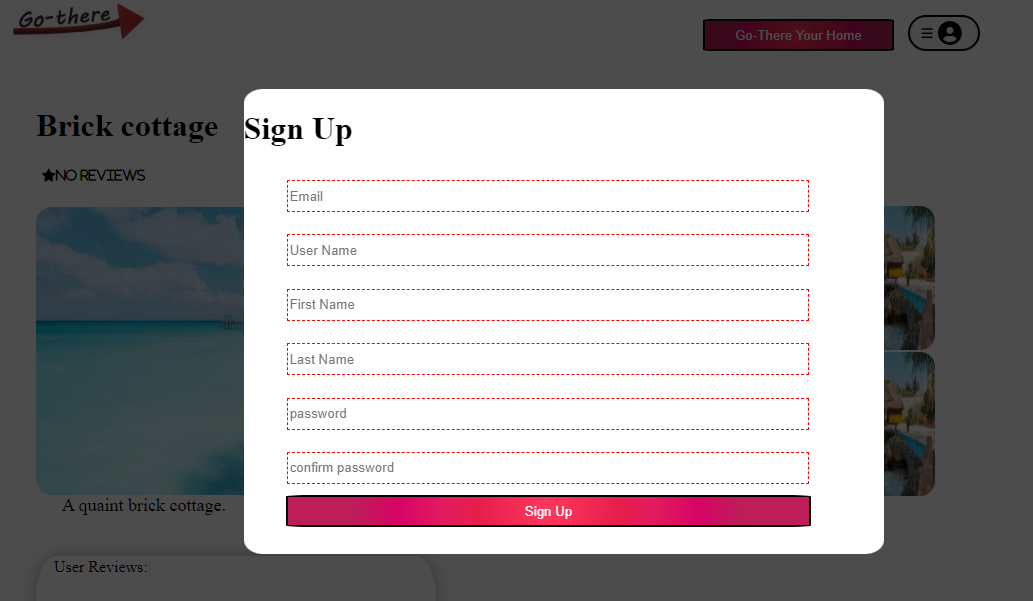 Go-there
Go-There Your Home
Brick cottage
NO REVIEWS
Sign Up
Email
User Name
First Name
Last Name
password
confirm password
Sign Up
A quaint brick cottage.
User Reviews: